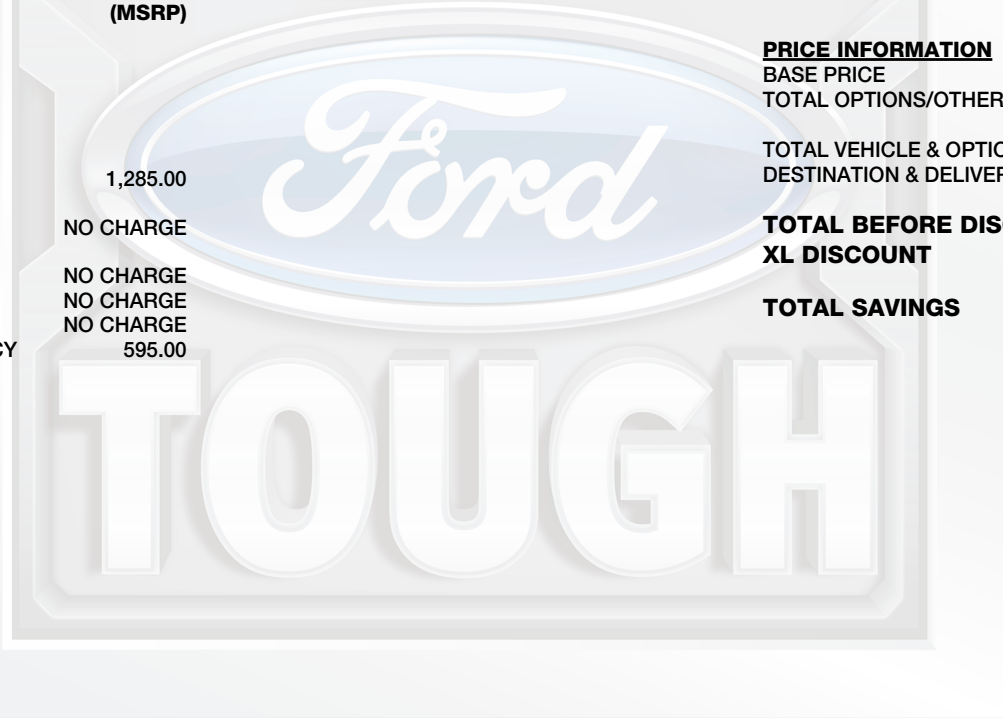 (MSRP)
1,285.00
NO CHARGE
NO CHARGE
NO CHARGE
NO CHARGE
CY 595.00
PRICE INFORMATION
BASE PRICE
TOTAL OPTIONS/OTHER
TOTAL VEHICLE & OPTIO
DESTINATION & DELIVER
TOTAL BEFORE DISC
XL DISCOUNT
TOTAL SAVINGS
Ford
TOUGH